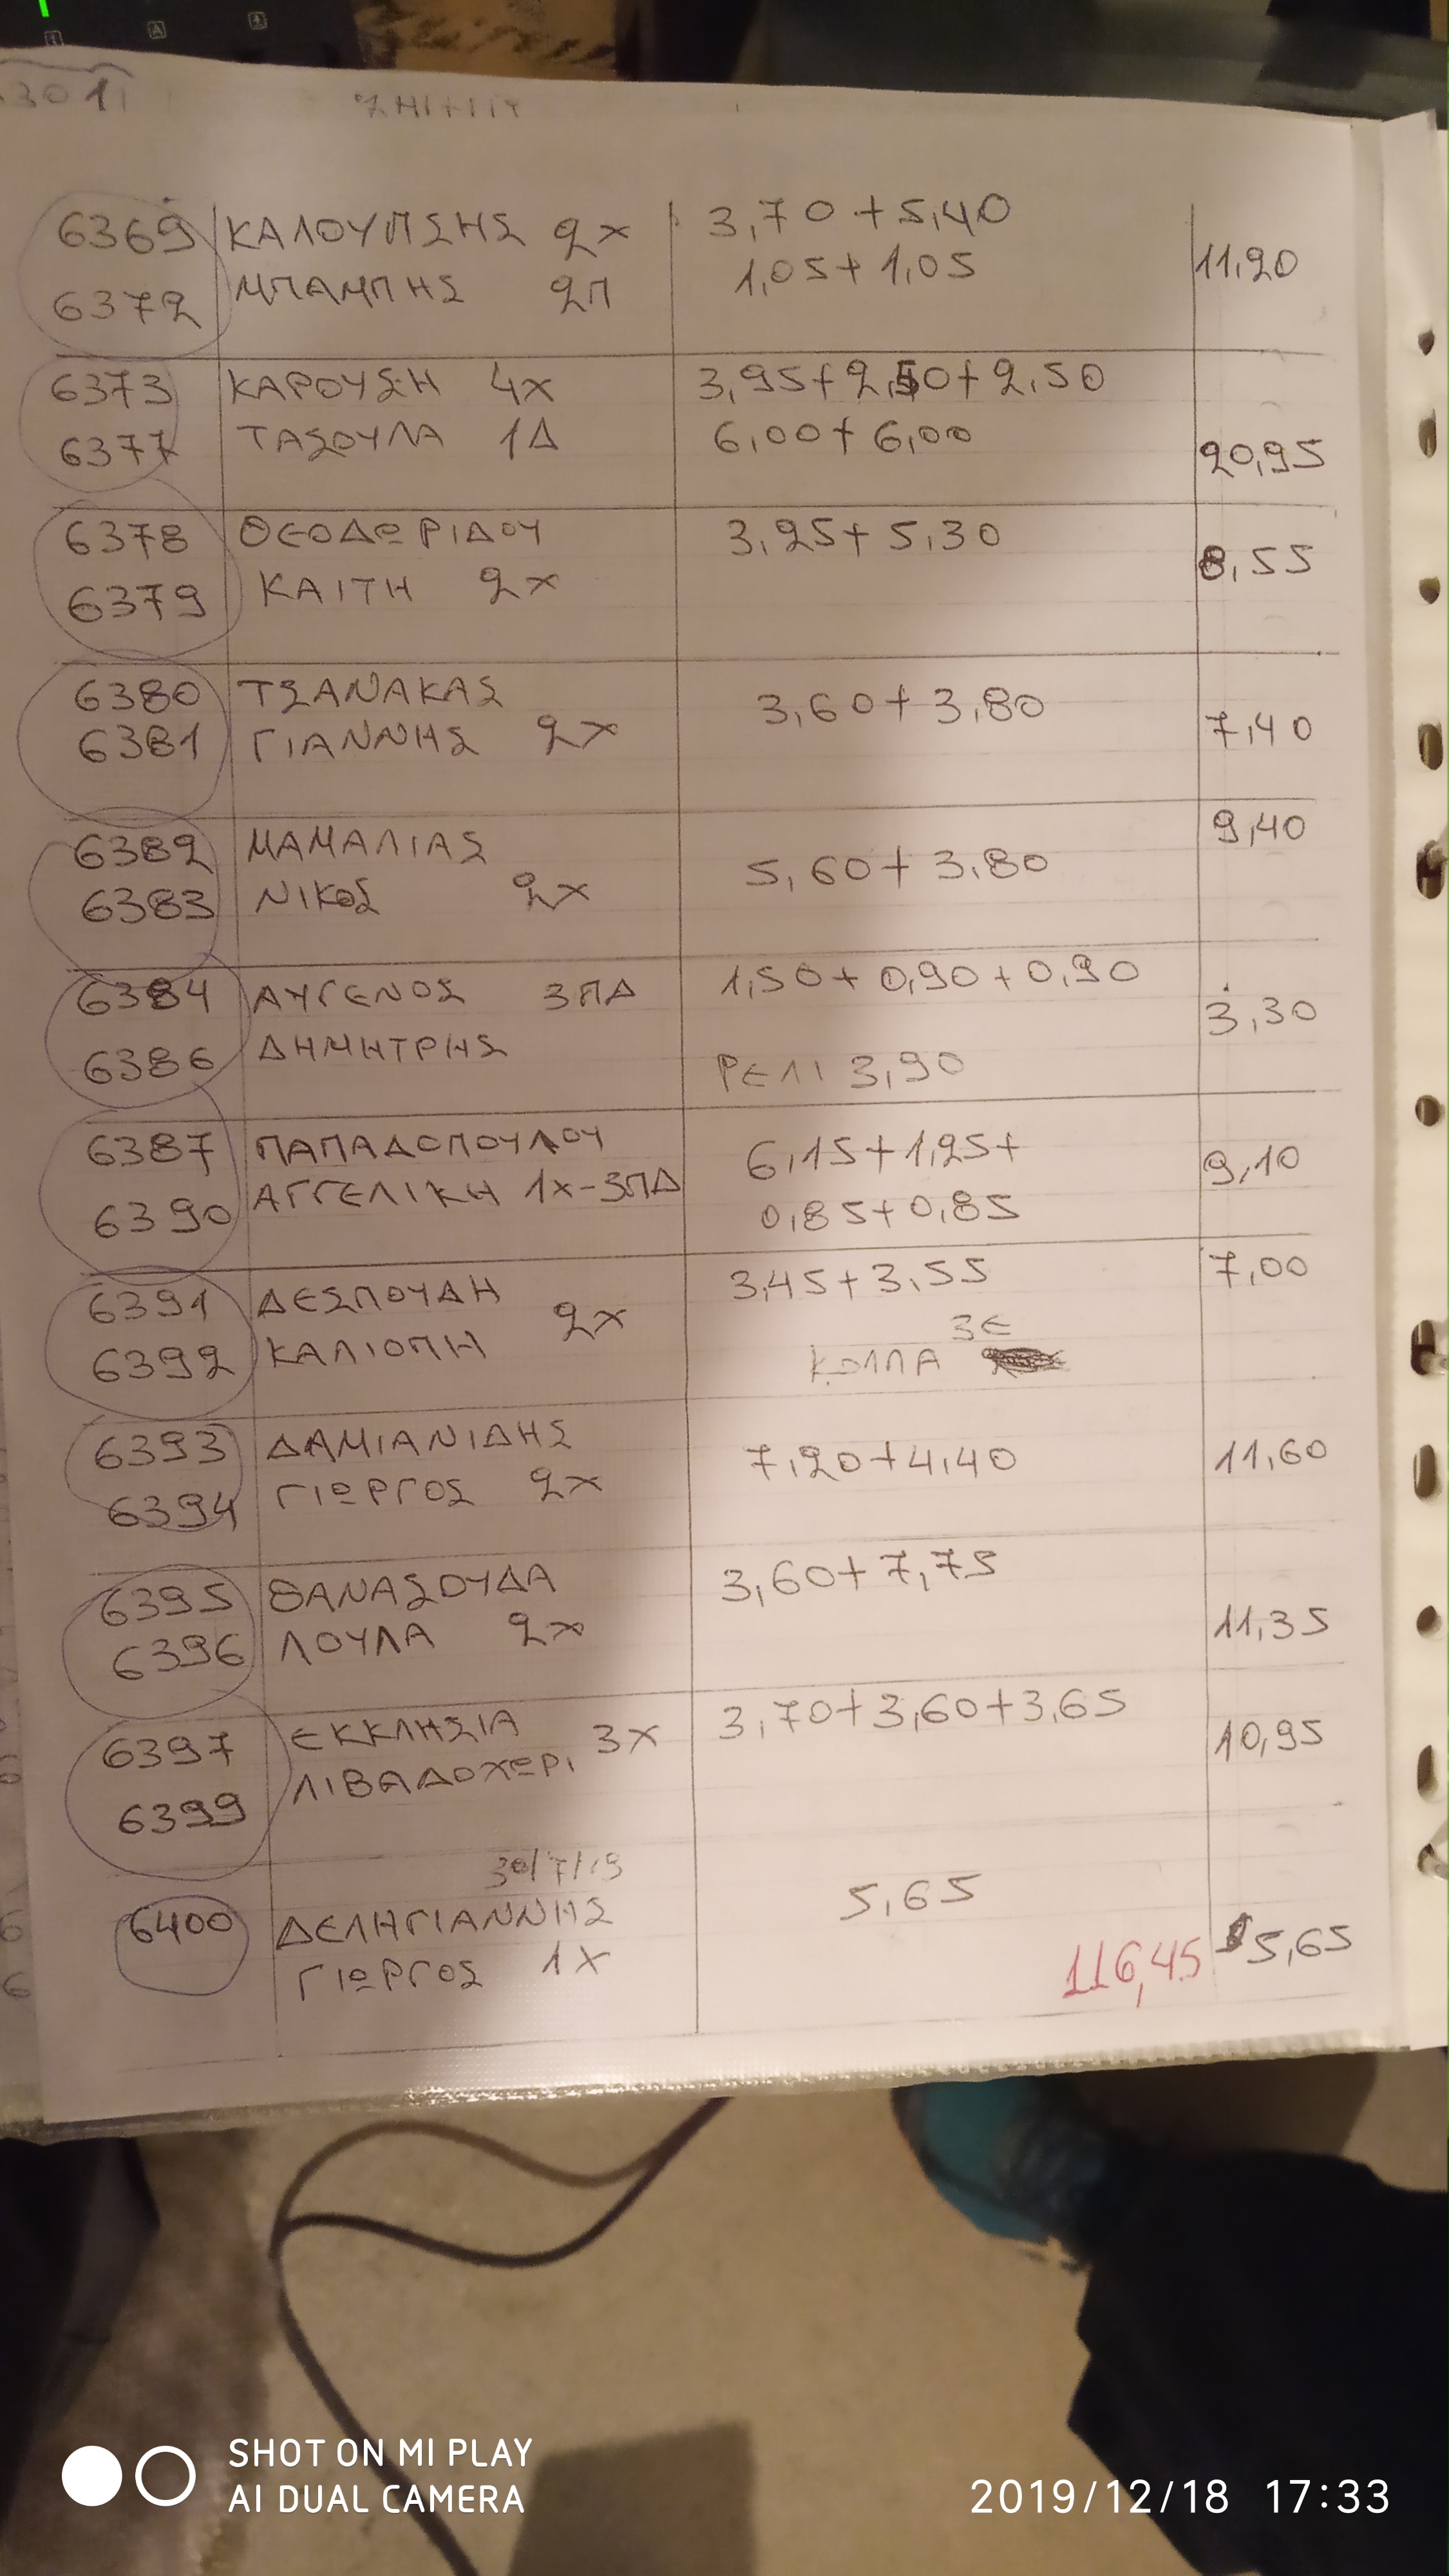 6369 ΚΑΛΟΥΠΣΗΣ 2x 3,70+5,40
6372 ΜΠΑΜΠΗΣ 2Π 1,05+1,05 11,20
6373 ΚΑΡΟΥΣΗ 4x 3,95+2,50+2.50
6377 ΤΑΣΟΥΛΑ 1Δ 6,00+6,00 20,95
6378 ΘΕΟΔΩΡΙΔΟΥ 3,25+5,30 8,55
6379 ΚΑΙΤΗ 2x
6380 ΤΣΑΝΑΚΑΣ 3,60+3,80 7,40
6381 ΓΙΑΝΝΗΣ 2x
6382 ΜΑΜΑΛΙΑΣ 5,60+3,80 9,40
6383 ΝΙΚΟΣ 2x
6384 ΑΥΓΕΝΟΣ 3ΠΔ 1,50+0,90+0,90 3,30
6386 ΔΗΜΗΤΡΗΣ ΡΕΛΙ 3,90
6387 ΠΑΠΑΔΟΠΟΥΛΟΥ 6,15+1,25+ 9,10
6390 ΑΓΓΕΛΙΚΗ 1x-3ΠΔ 0,85+0,85
6391 ΔΕΣΠΟΥΔΗ 2x 3,45+3,55 7,00
6392 ΚΑΛΙΟΠΗ ΚΟΛΛΑ 3€
6393 ΔΑΜΙΑΝΙΔΗΣ 7,20+4,40 11,60
6394 ΓΙΩΡΓΟΣ 2x
6395 ΘΑΝΑΣΟΥΔΑ 3,60+7,75
6396 ΛΟΥΛΑ 2x 11,35
6397 ΕΚΚΛΗΣΙΑ 3x 3,70+3,60+3,65 10,95
6399 ΛΙΒΑΔΟΧΩΡΙ
30/7/19
6400 ΔΕΛΗΓΙΑΝΝΗΣ 5,65
ΓΙΩΡΓΟΣ 1x 116,45 5,65
SHOT ON MI PLAY
AI DUAL CAMERA
2019/12/18 17:33